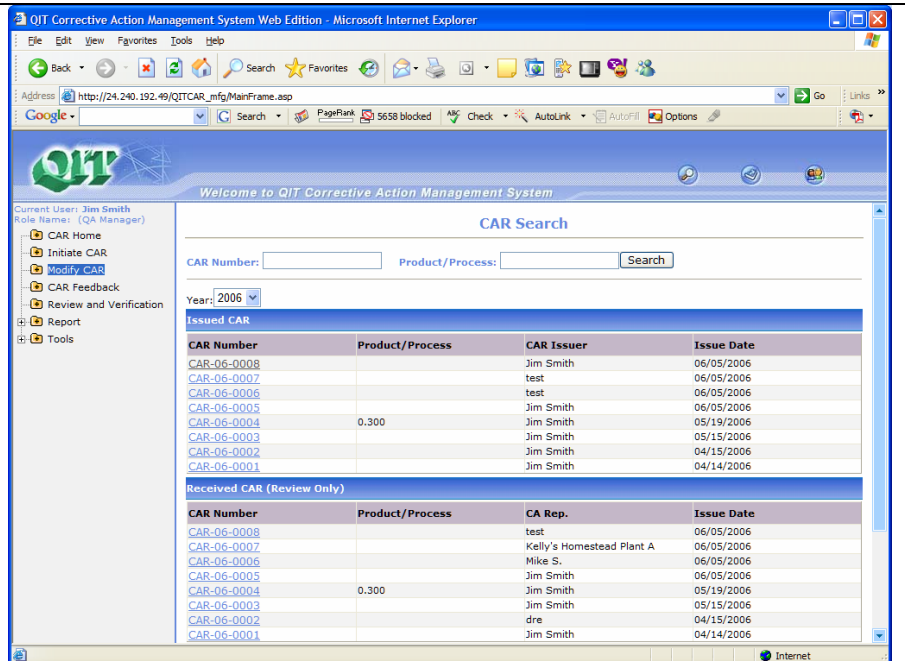 QIT Corrective Action Management System Web Edition - Microsoft Internet Explorer
File Edit View Favorites Tools Help
Back Search Favorites
Address http://24.240.192.49/QITCAR_mfg/MainFrame.asp Go Links »
Google G Search PageRank 5658 blocked ABC Check AutoLink AutoFill Options
QIT
Welcome to QIT Corrective Action Management System
Current User: Jim Smith
Role Name: (QA Manager)
CAR Home
Initiate CAR
Modify CAR
CAR Feedback
Review and Verification
Report
Tools
CAR Search
CAR Number: Product/Process: Search
Year: 2006
Issued CAR
CAR Number Product/Process CAR Issuer Issue Date
CAR-06-0008 Jim Smith 06/05/2006
CAR-06-0007 test 06/05/2006
CAR-06-0006 test 06/05/2006
CAR-06-0005 Jim Smith 06/05/2006
CAR-06-0004 0.300 Jim Smith 05/19/2006
CAR-06-0003 Jim Smith 05/15/2006
CAR-06-0002 Jim Smith 04/15/2006
CAR-06-0001 Jim Smith 04/14/2006
Received CAR (Review Only)
CAR Number Product/Process CA Rep. Issue Date
CAR-06-0008 test 06/05/2006
CAR-06-0007 Kelly's Homestead Plant A 06/05/2006
CAR-06-0006 Mike S. 06/05/2006
CAR-06-0005 Jim Smith 06/05/2006
CAR-06-0004 0.300 Jim Smith 05/19/2006
CAR-06-0003 Jim Smith 05/15/2006
CAR-06-0002 dre 04/15/2006
CAR-06-0001 Jim Smith 04/14/2006
Internet